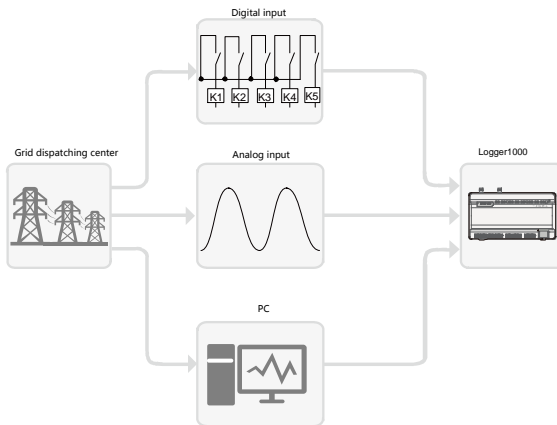 Digital input
K1 K2 K3 K4 K5
Grid dispatching center
Analog input
Logger1000
PC